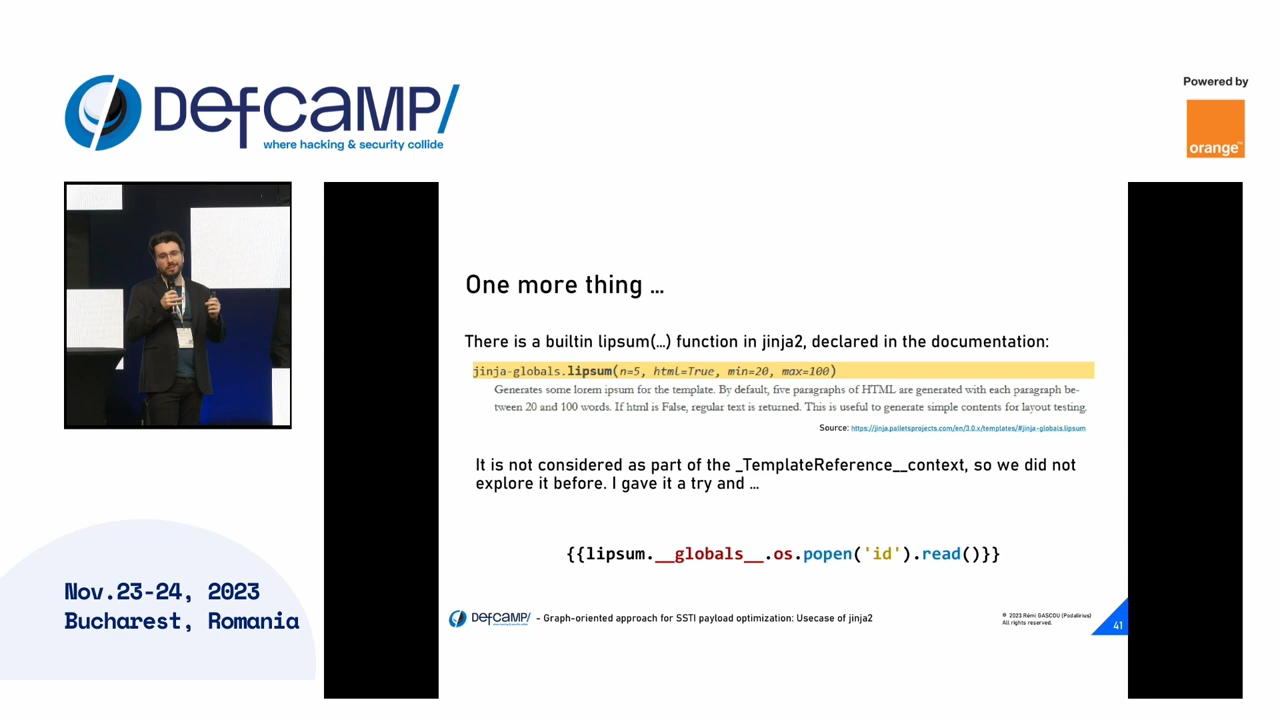 DefCamp/
where hacking & security collide
Powered by
orange™
One more thing ...
There is a builtin lipsum(...) function in jinja2, declared in the documentation:
jinja-globals.lipsum(n=5, html=True, min=20, max=100)
Generates some lorem ipsum for the template. By default, five paragraphs of HTML are generated with each paragraph be-
tween 20 and 100 words. If html is False, regular text is returned. This is useful to generate simple contents for layout testing.
Source: https://jinja.palletsprojects.com/en/3.0.x/templates/#jinja-globals.lipsum
It is not considered as part of the _TemplateReference__context, so we did not
explore it before. I gave it a try and ...
{{lipsum.__globals__.os.popen('id').read()}}
Nov.23-24, 2023
Bucharest, Romania
DefCamp/ - Graph-oriented approach for SSTI payload optimization: Usecase of jinja2
© 2023 Rémi GASCOU (Podalirius)
All rights reserved.
41